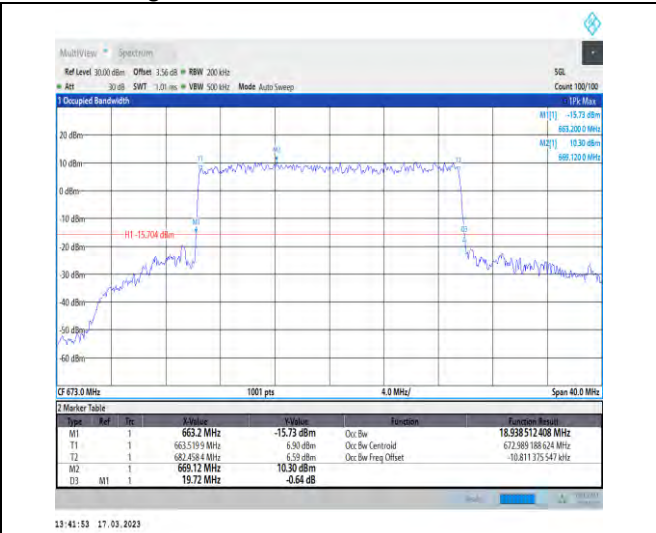 MultiView Spectrum
Ref Level 30.00 dBm Offset 3.56 dB RBW 200 kHz SGL
Att 30 dB SWT 1.01 ms VBW 500 kHz Mode Auto Sweep Count 100/100
1 Occupied Bandwidth 1Pk Max
M1[1] -15.73 dBm
663.200 0 MHz
M2[1] 10.30 dBm
669.120 0 MHz
20 dBm
10 dBm
0 dBm
-10 dBm
H1 -15.704 dBm
-20 dBm
-30 dBm
-40 dBm
-50 dBm
-60 dBm
T1
M2
T2
M1
D3
CF 673.0 MHz 1001 pts 4.0 MHz/ Span 40.0 MHz
2 Marker Table
Type Ref Trc X-Value Y-Value Function Function Result
M1 1 663.2 MHz -15.73 dBm Occ Bw 18.938 512 408 MHz
T1 1 663.519 9 MHz 6.90 dBm Occ Bw Centroid 672.989 188 624 MHz
T2 1 682.458 4 MHz 6.59 dBm Occ Bw Freq Offset -10.811 375 547 kHz
M2 1 669.12 MHz 10.30 dBm
D3 M1 1 19.72 MHz -0.64 dB
13:41:53 17.03.2023